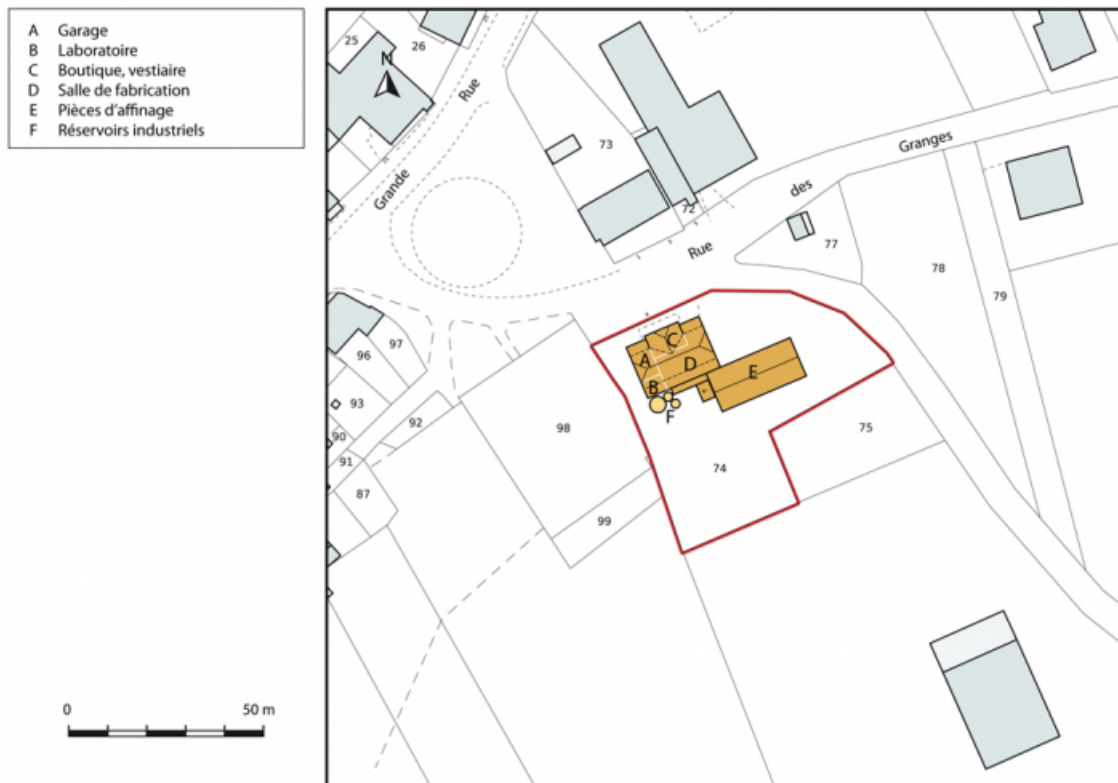 A Garage
B Laboratoire
C Boutique, vestiaire
D Salle de fabrication
E Pièces d'affinage
F Réservoirs industriels
25
26
N
Rue
Grande
73
72
Rue
des
Granges
77
78
79
96
97
93
92
90
91
87
98
99
A
B
C
D
E
F
74
75
0 50 m